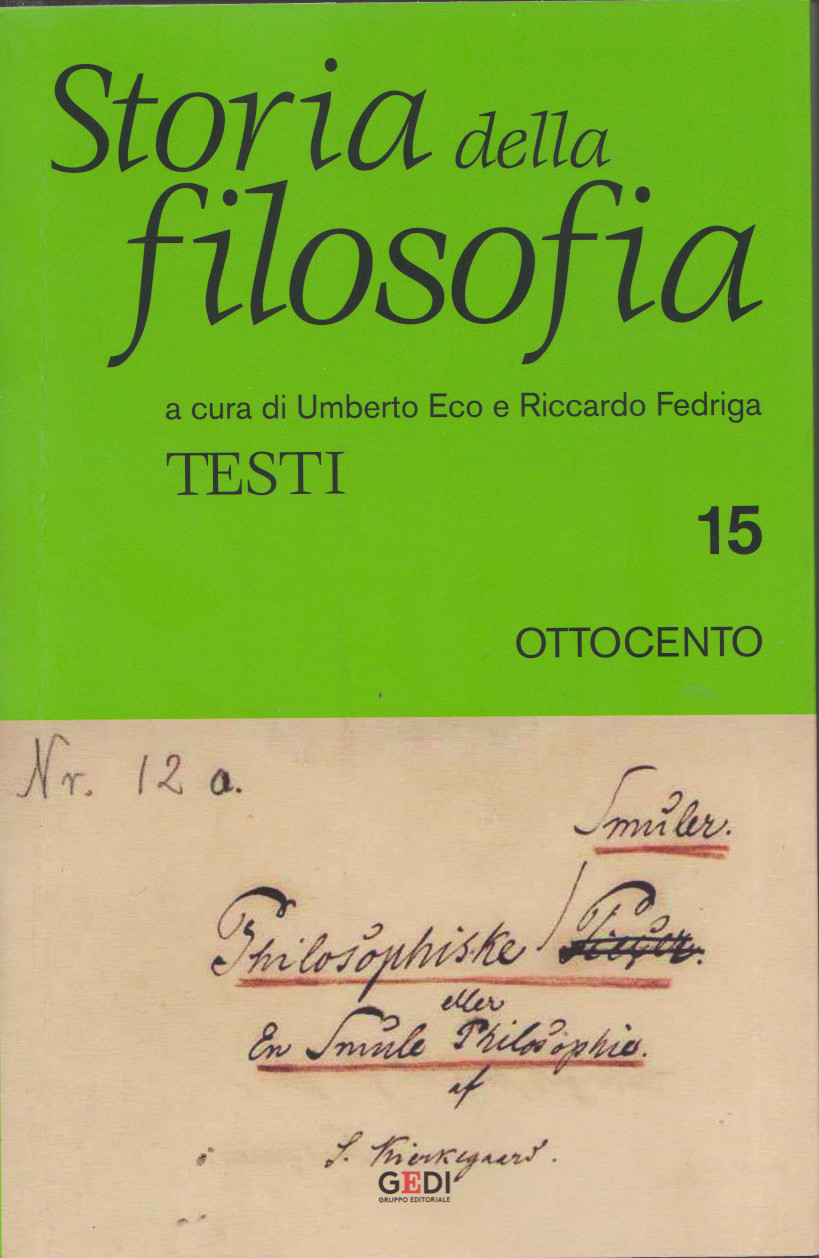 Storia della
filosofia
a cura di Umberto Eco e Riccardo Fedriga
TESTI
15
OTTOCENTO
Nr. 12 a.
Smuler.
Philosophiske
eller
En Smule Philosophie.
af
S. Kierkegaard.
GEDI
GRUPPO EDITORIALE